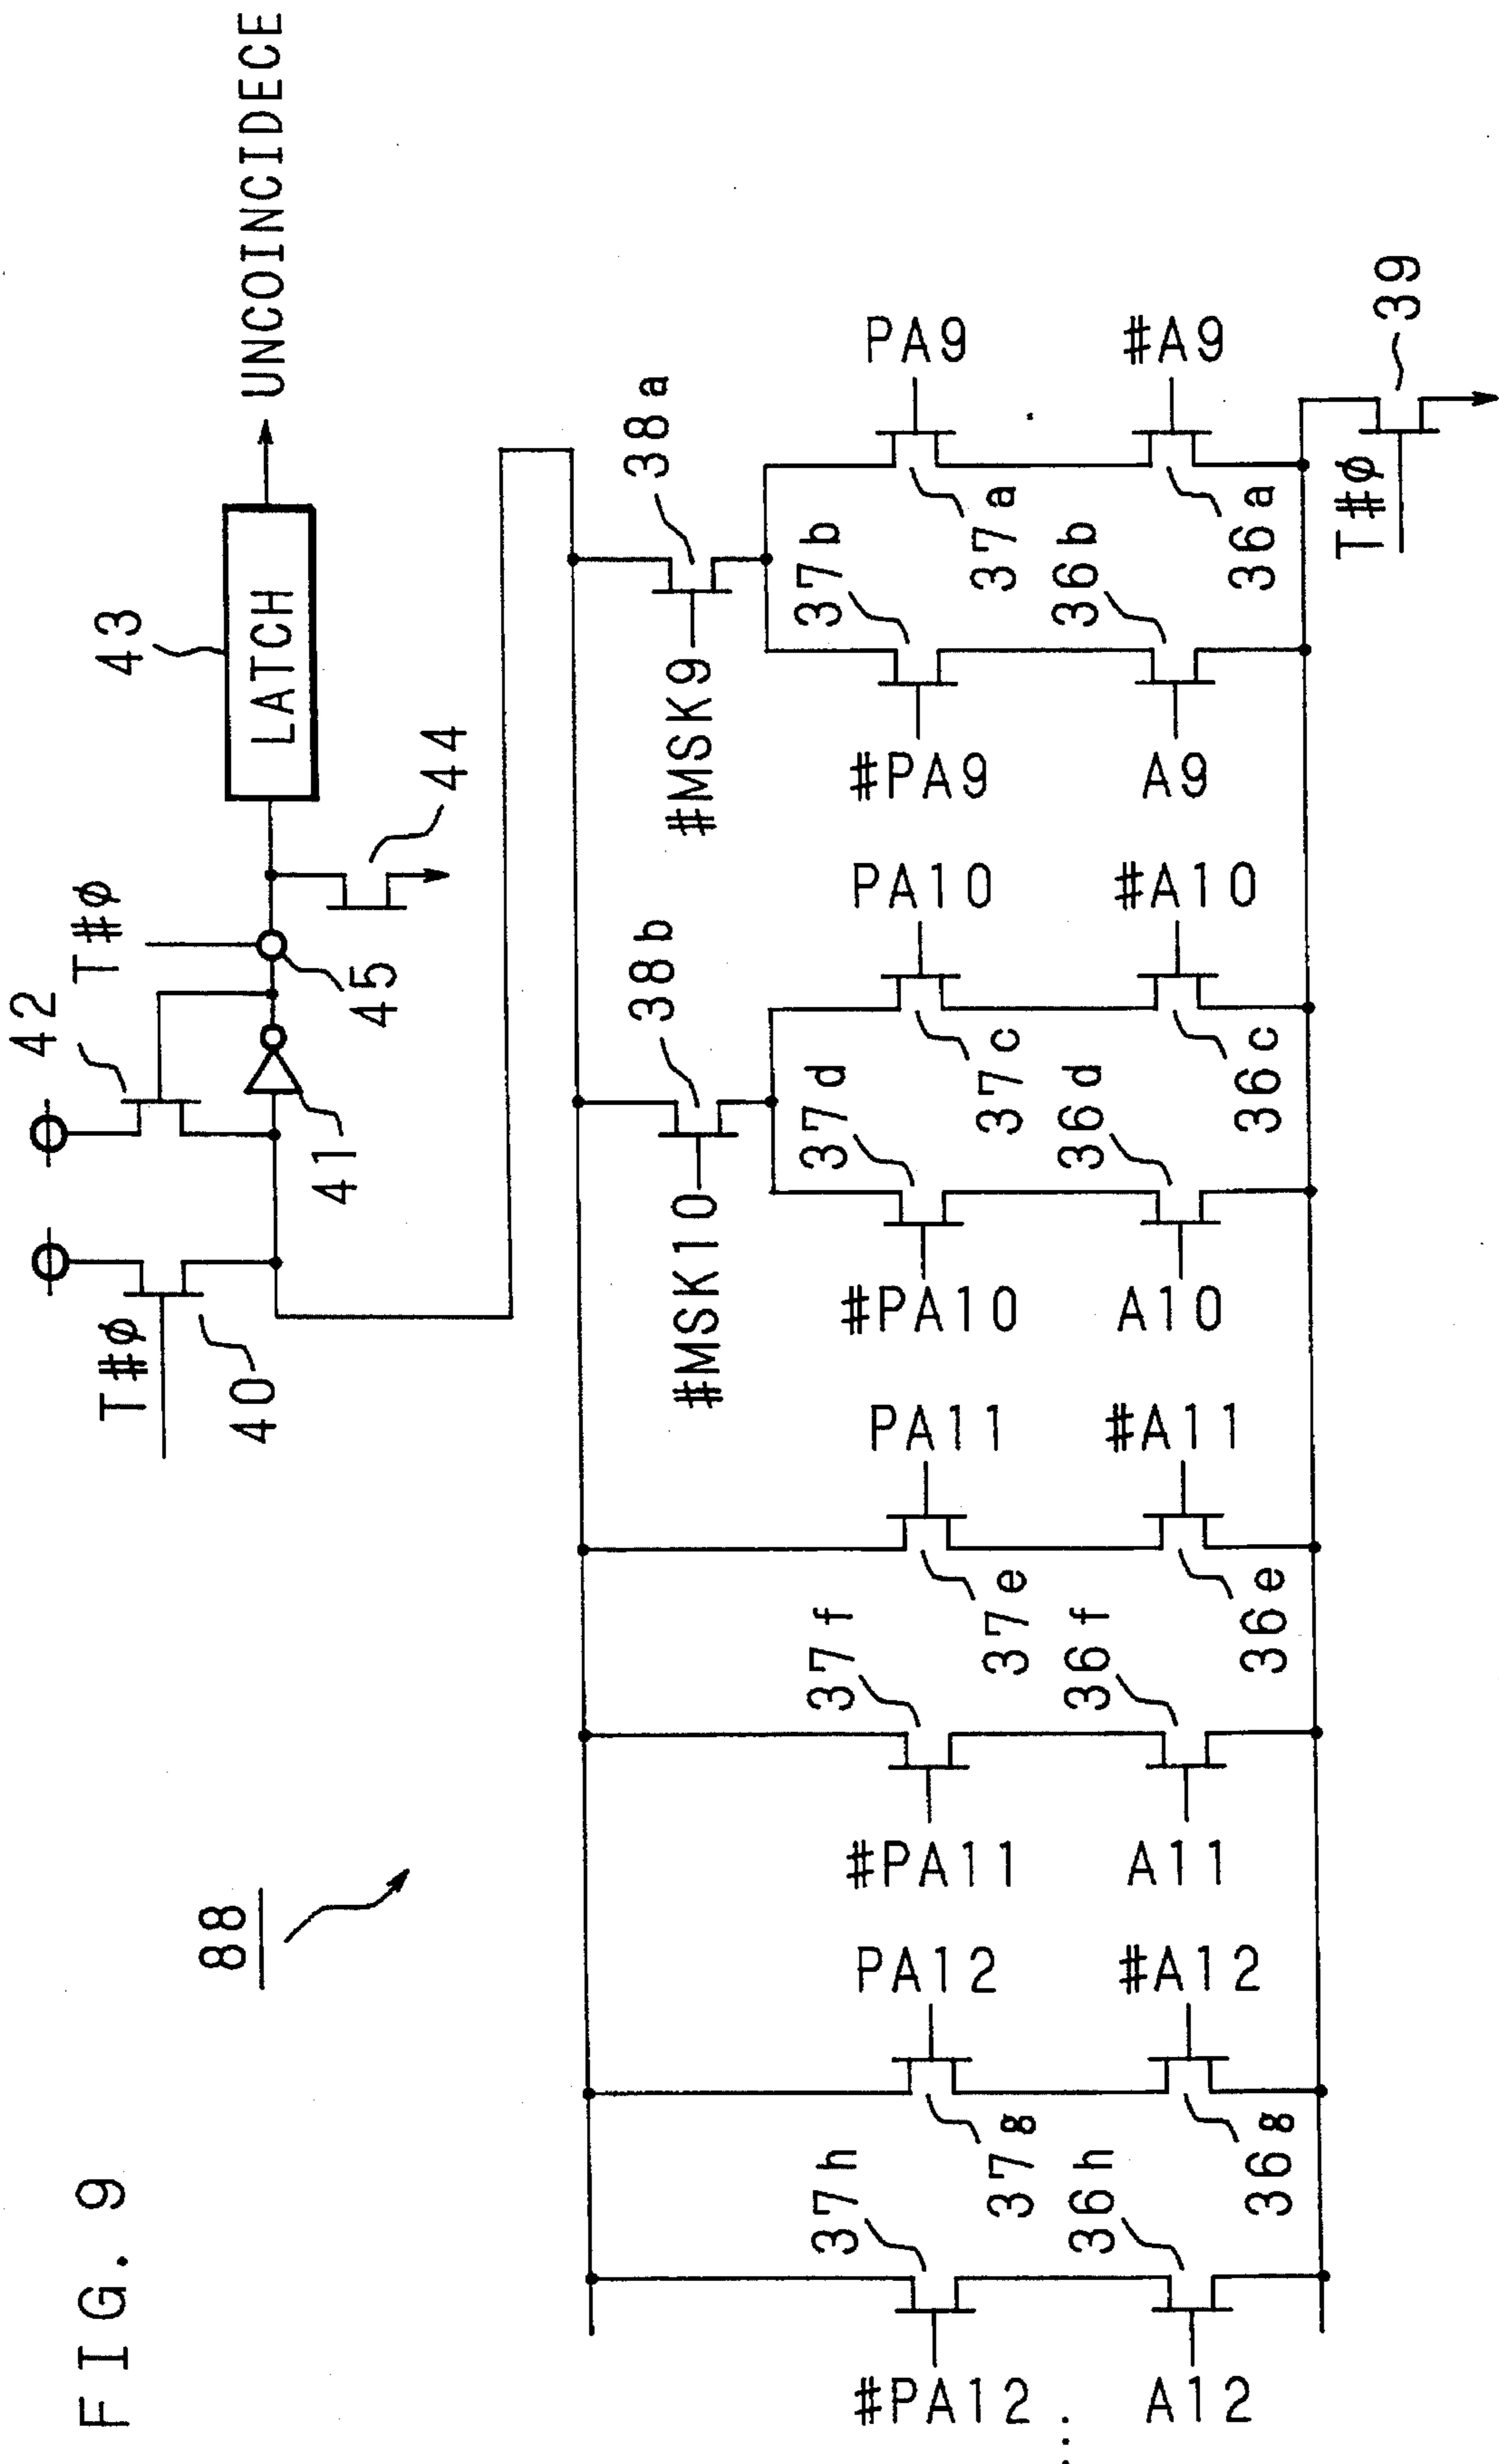 FIG. 9
42
T#φ
T#φ
43
88
40
LATCH
UNCOINCIDECE
41
45
44
38b
38a
#MSK10
#MSK9
37h
37f
37d
37b
#PA12
PA12
#PA11
PA11
#PA10
PA10
#PA9
PA9
37g
37e
37c
37a
...
36h
36f
36d
36b
A12
#A12
A11
#A11
A10
#A10
A9
#A9
36g
36e
36c
36a
T#φ
39